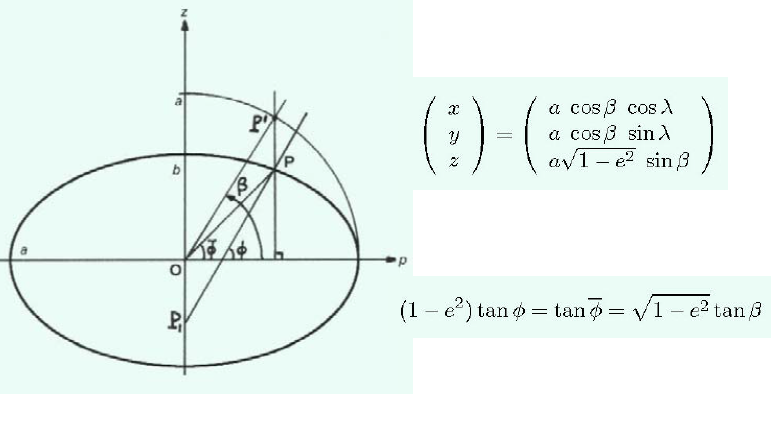 z
a
P'
P
b
β
a
φ̅ φ
O
p
P₁
( x y z ) = ( a cos β cos λ
a cos β sin λ
a√(1 − e²) sin β )
(1 − e²) tan φ = tan φ̅ = √(1 − e²) tan β